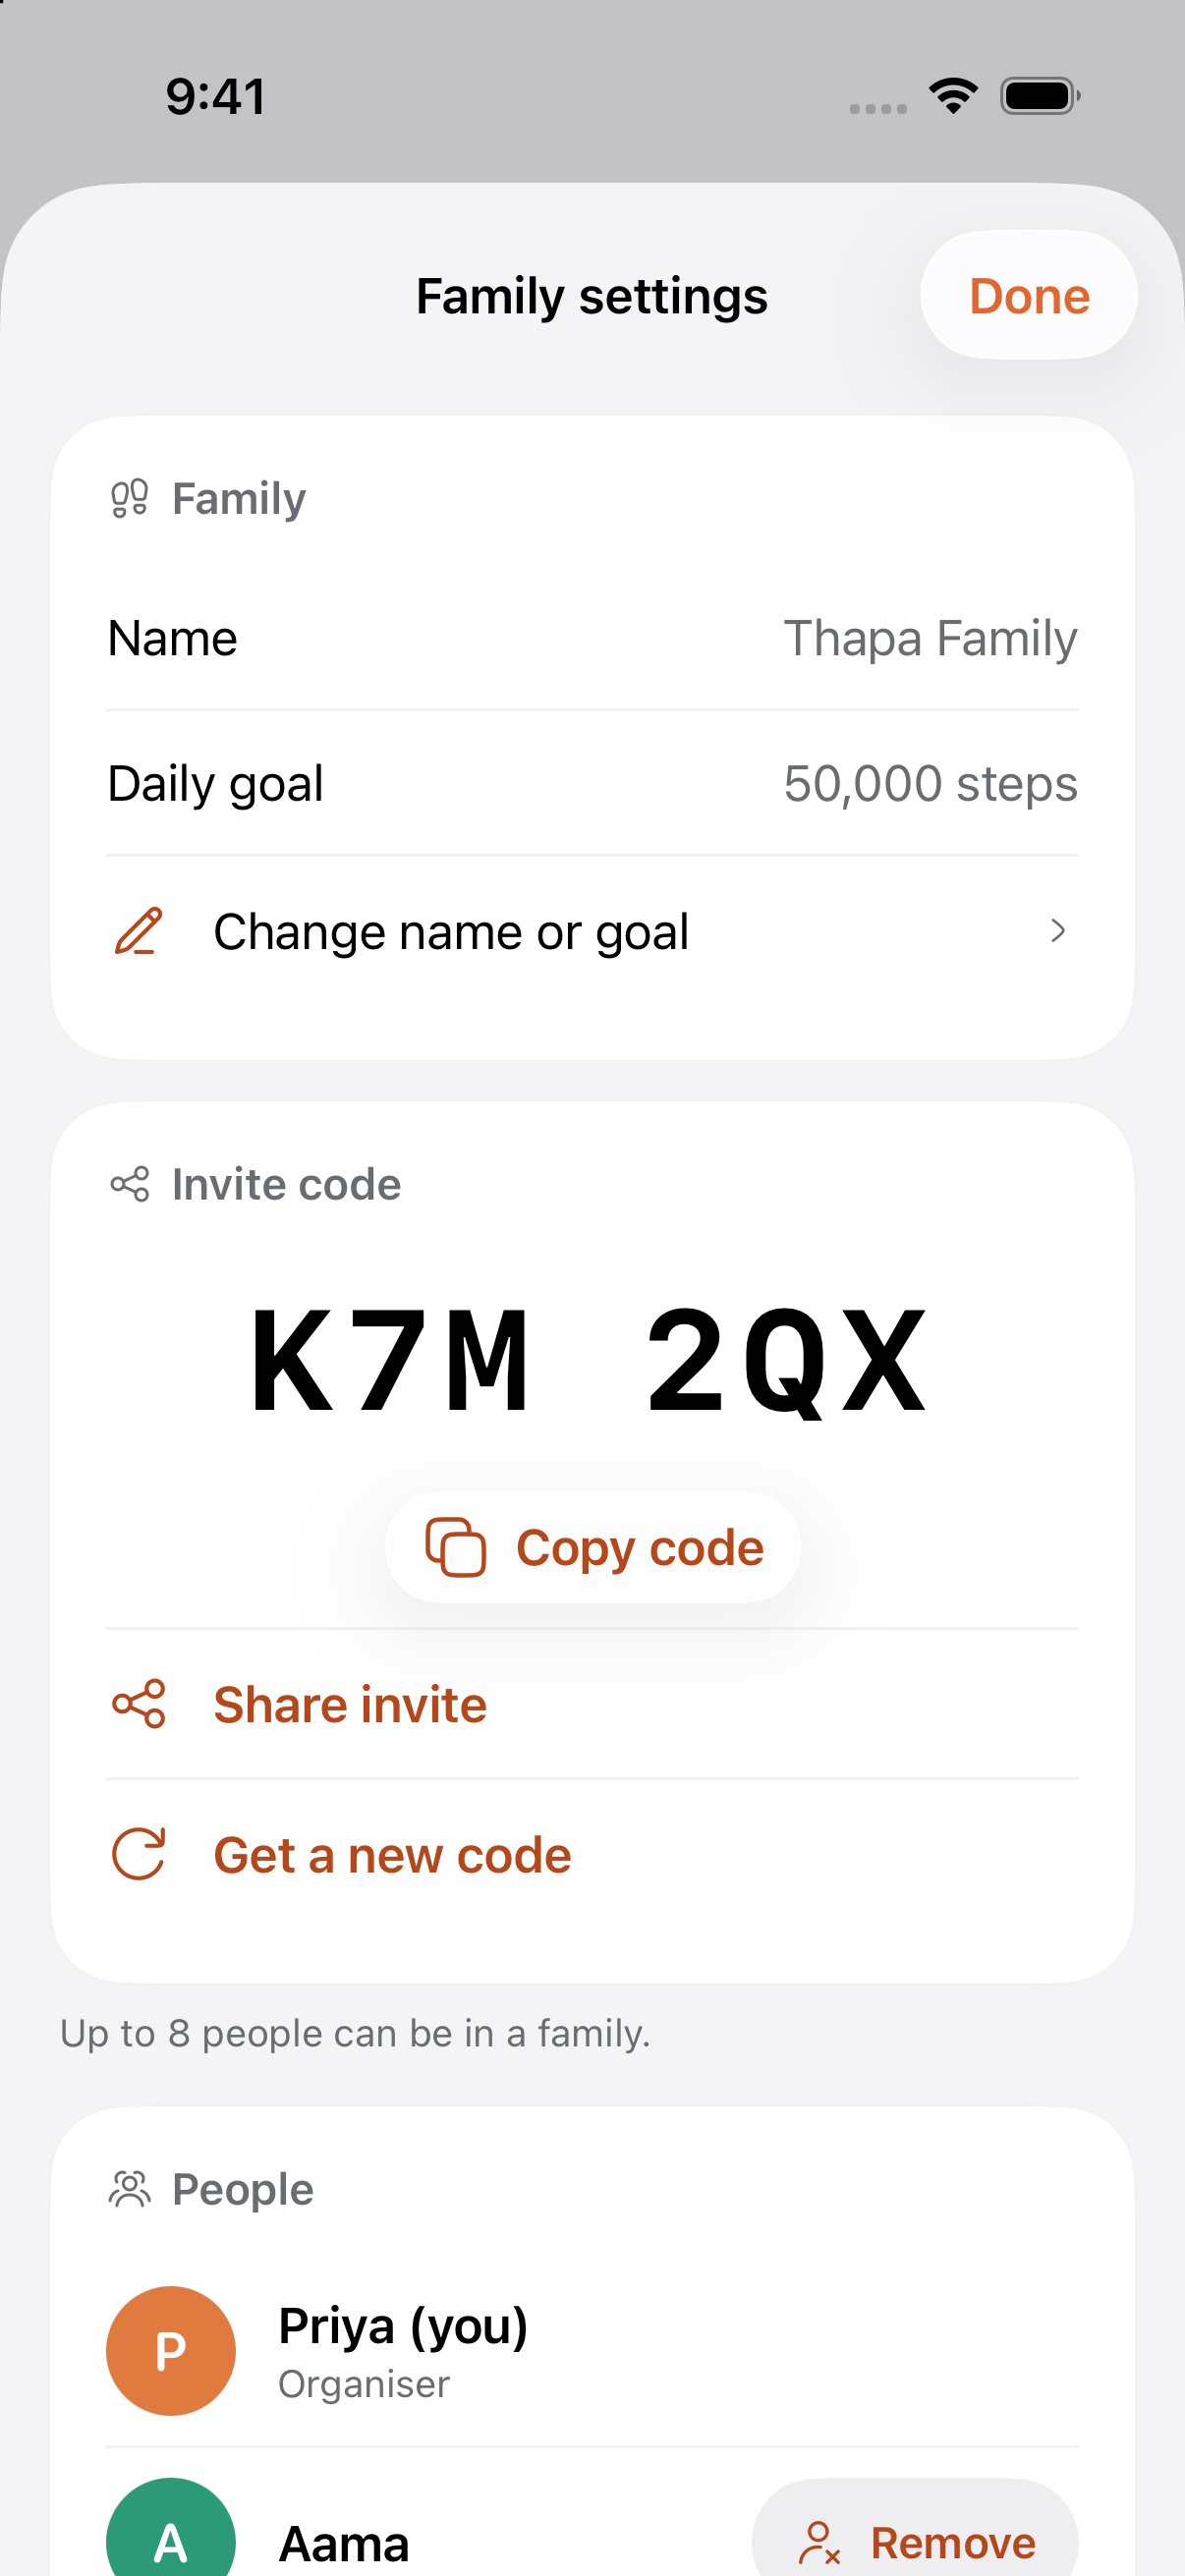 9:41
Family settings
Done
Family
Name
Thapa Family
Daily goal
50,000 steps
Change name or goal
Invite code
K7M 2QX
Copy code
Share invite
Get a new code
Up to 8 people can be in a family.
People
P
Priya (you)
Organiser
A
Aama
Remove